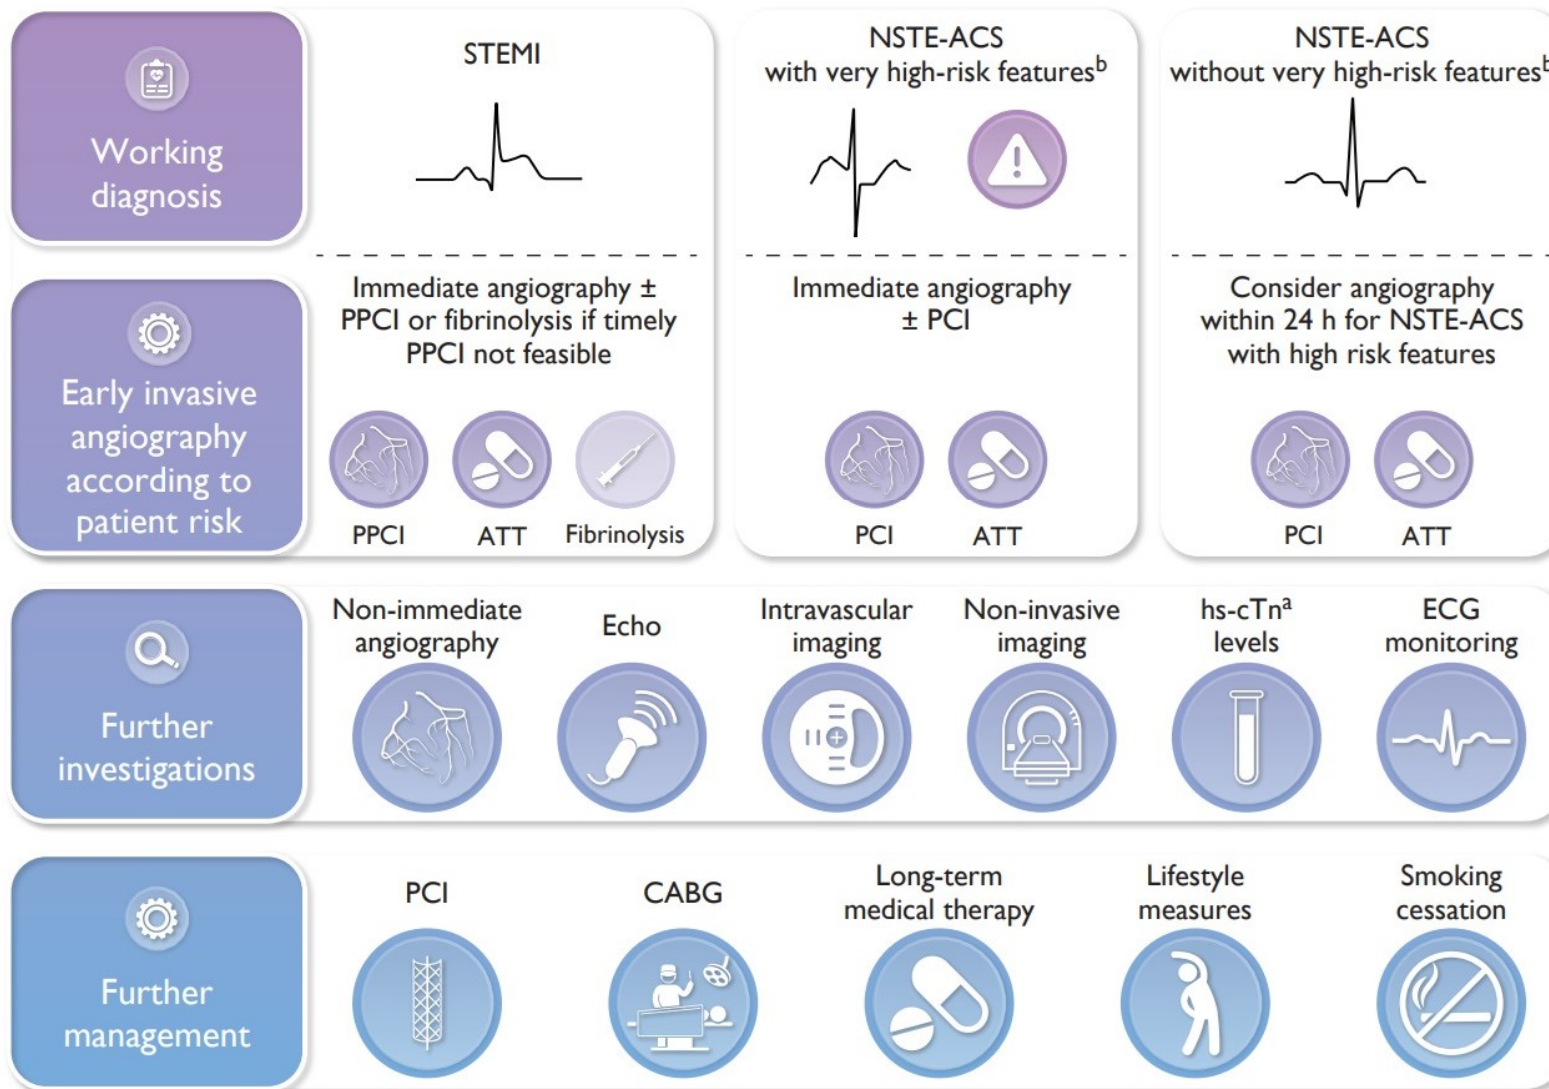 Working
diagnosis
STEMI
NSTE-ACS
with very high-risk featuresᵇ
NSTE-ACS
without very high-risk featuresᵇ
Early invasive
angiography
according to
patient risk
Immediate angiography ±
PPCI or fibrinolysis if timely
PPCI not feasible
PPCI
ATT
Fibrinolysis
Immediate angiography
± PCI
PCI
ATT
Consider angiography
within 24 h for NSTE-ACS
with high risk features
PCI
ATT
Further
investigations
Non-immediate
angiography
Echo
Intravascular
imaging
Non-invasive
imaging
hs-cTnᵃ
levels
ECG
monitoring
Further
management
PCI
CABG
Long-term
medical therapy
Lifestyle
measures
Smoking
cessation